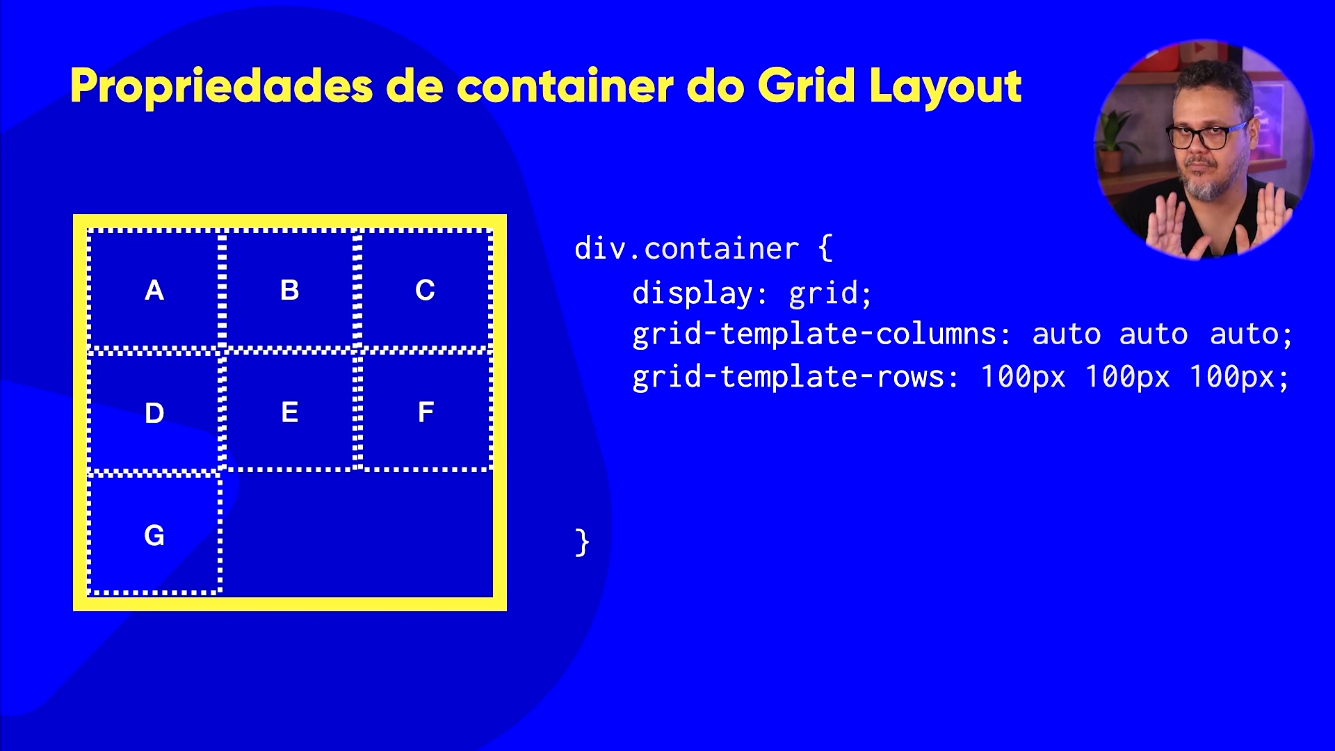 Propriedades de container do Grid Layout
A B C
D E F
G
div.container {
display: grid;
grid-template-columns: auto auto auto;
grid-template-rows: 100px 100px 100px;
}